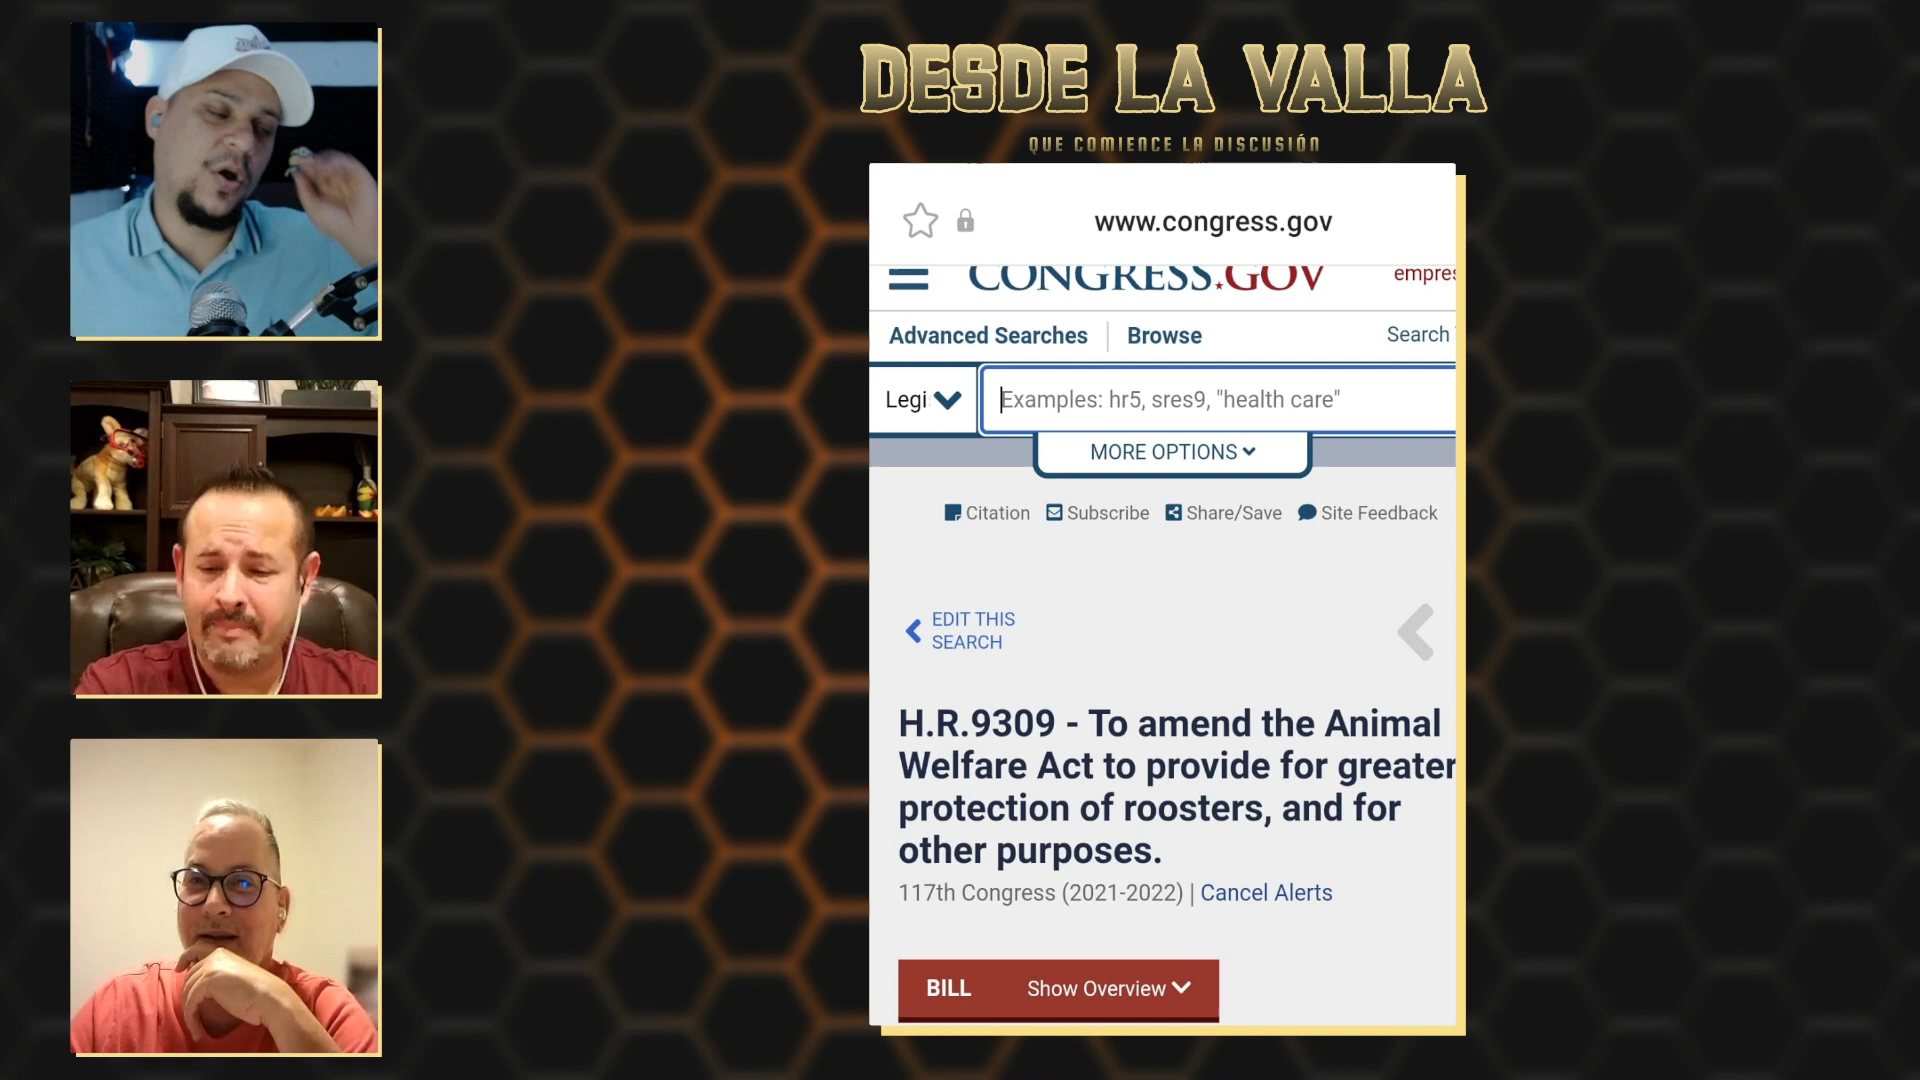 DESDE LA VALLA
QUE COMIENCE LA DISCUSIÓN
www.congress.gov
CONGRESS.GOV
empres
Advanced Searches | Browse
Search
Legi
Examples: hr5, sres9, "health care"
MORE OPTIONS
Citation Subscribe Share/Save Site Feedback
EDIT THIS
SEARCH
H.R.9309 - To amend the Animal
Welfare Act to provide for greater
protection of roosters, and for
other purposes.
117th Congress (2021-2022) | Cancel Alerts
BILL Show Overview